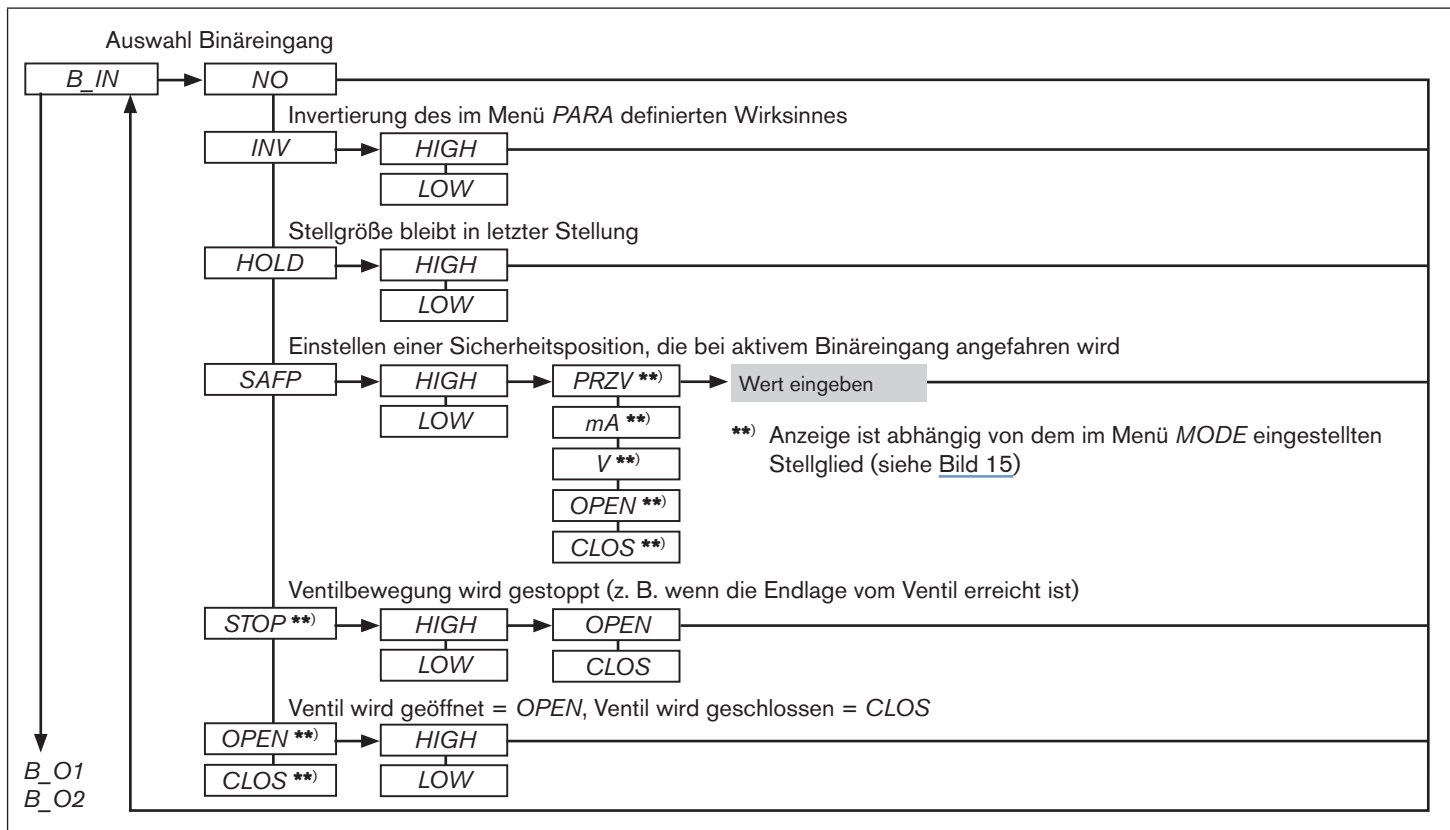 Auswahl Binäreingang
B_IN NO
Invertierung des im Menü PARA definierten Wirksinnes
INV HIGH
LOW
Stellgröße bleibt in letzter Stellung
HOLD HIGH
LOW
Einstellen einer Sicherheitsposition, die bei aktivem Binäreingang angefahren wird
SAFP HIGH PRZV **) Wert eingeben
LOW mA **)
V **)
OPEN **)
CLOS **)
**) Anzeige ist abhängig von dem im Menü MODE eingestellten
Stellglied (siehe Bild 15)
Ventilbewegung wird gestoppt (z. B. wenn die Endlage vom Ventil erreicht ist)
STOP **) HIGH OPEN
LOW CLOS
Ventil wird geöffnet = OPEN, Ventil wird geschlossen = CLOS
OPEN **) HIGH
CLOS **) LOW
B_O1
B_O2